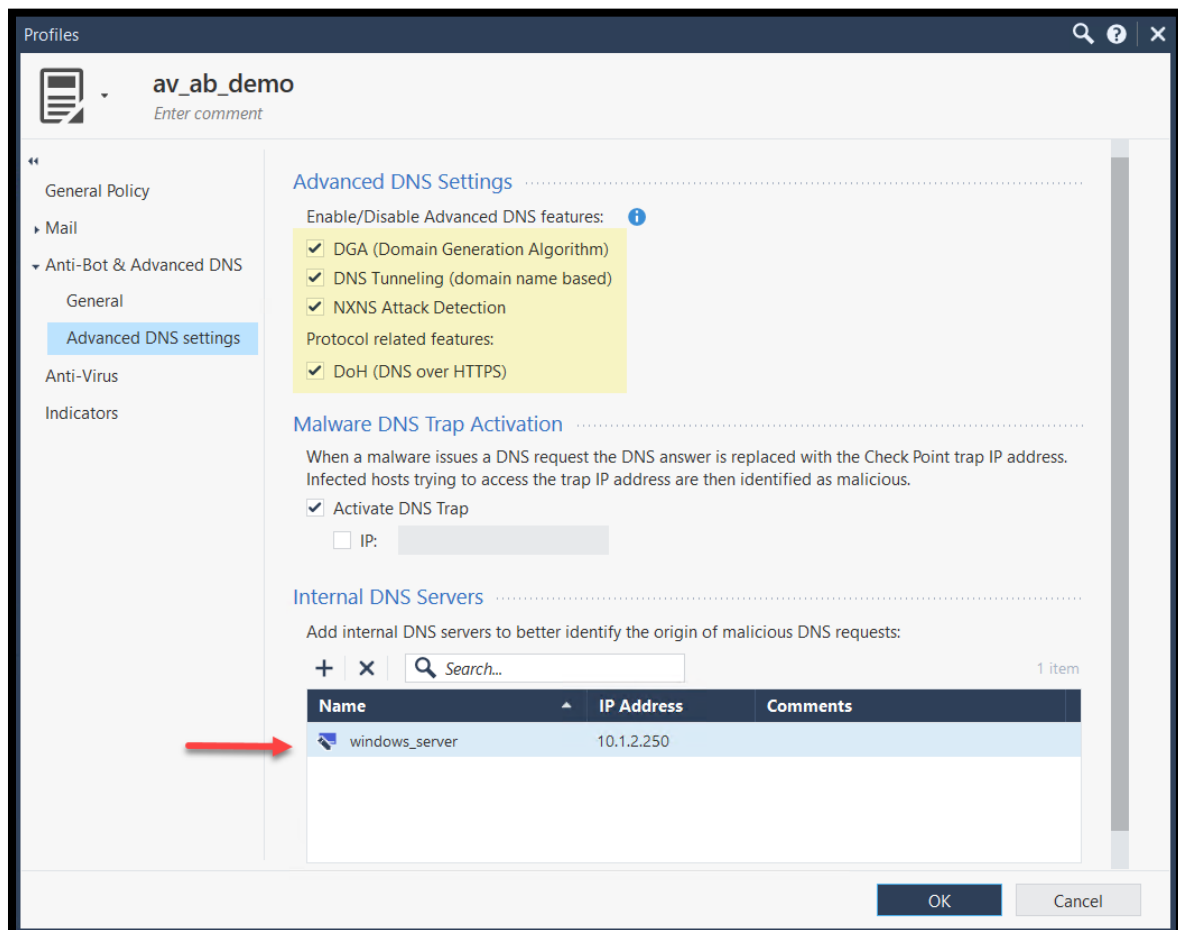 Profiles
av_ab_demo
Enter comment
General Policy
Mail
Anti-Bot & Advanced DNS
General
Advanced DNS settings
Anti-Virus
Indicators
Advanced DNS Settings
Enable/Disable Advanced DNS features:
DGA (Domain Generation Algorithm)
DNS Tunneling (domain name based)
NXNS Attack Detection
Protocol related features:
DoH (DNS over HTTPS)
Malware DNS Trap Activation
When a malware issues a DNS request the DNS answer is replaced with the Check Point trap IP address.
Infected hosts trying to access the trap IP address are then identified as malicious.
Activate DNS Trap
IP:
Internal DNS Servers
Add internal DNS servers to better identify the origin of malicious DNS requests:
Search... 1 item
Name IP Address Comments
windows_server 10.1.2.250
OK Cancel